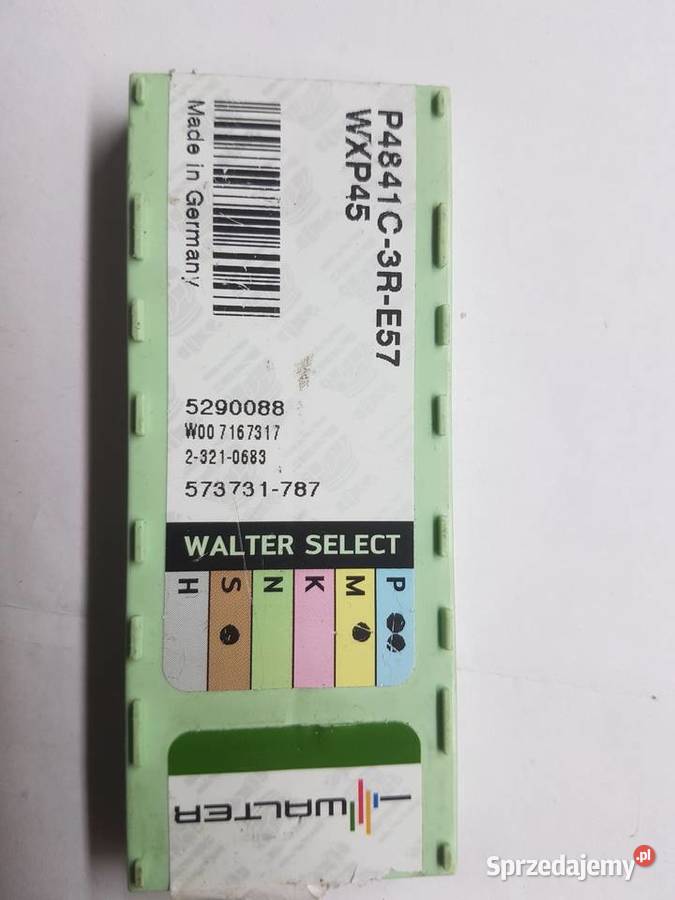 P4841C-3R-E57
WXP45
Made in Germany
5290088
W00 7167317
2-321-0683
573731-787
WALTER SELECT
P
M
K
N
S
H
WALTER
Sprzedajemy.pl